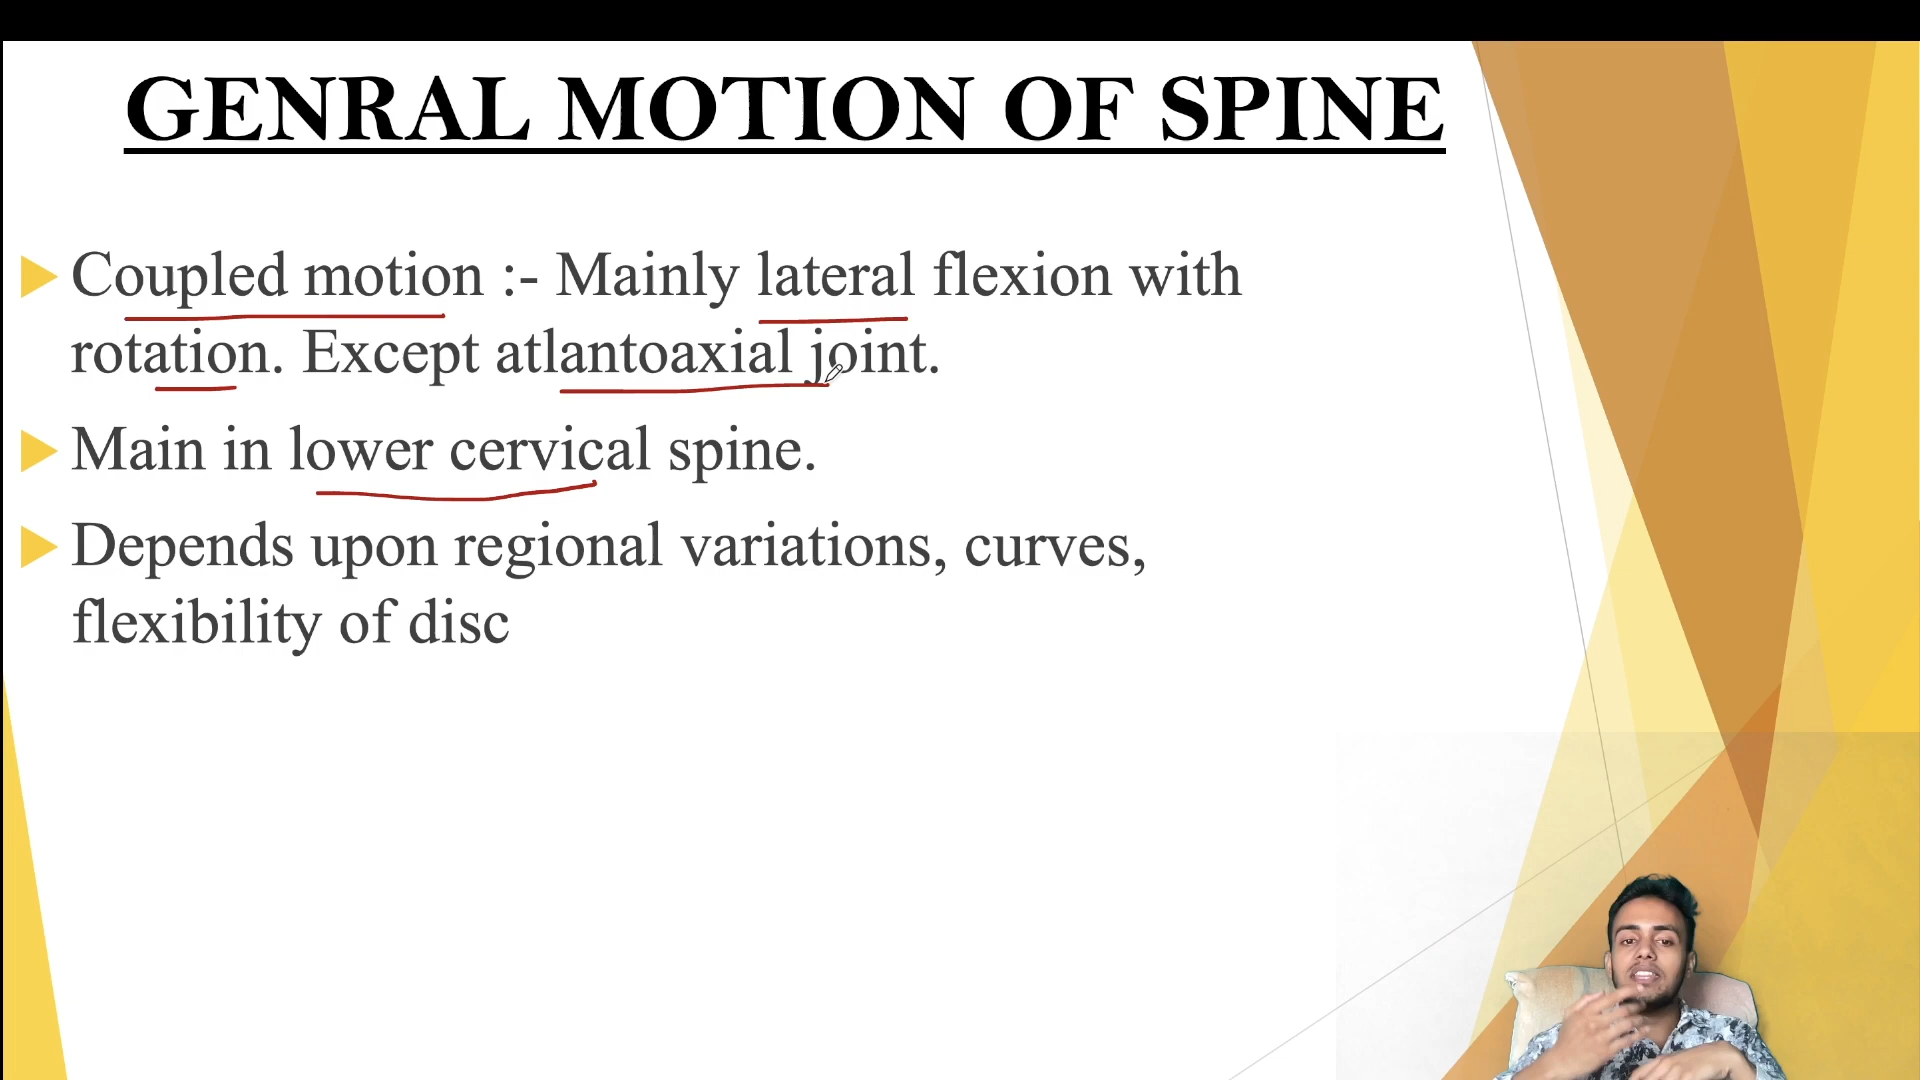 GENRAL MOTION OF SPINE
Coupled motion :- Mainly lateral flexion with
rotation. Except atlantoaxial joint.
Main in lower cervical spine.
Depends upon regional variations, curves,
flexibility of disc